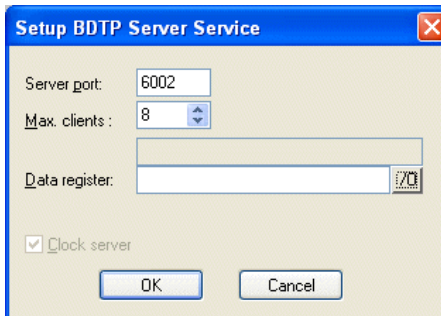 Setup BDTP Server Service
Server port: 6002
Max. clients : 8
Data register: I/O
Clock server
OK Cancel